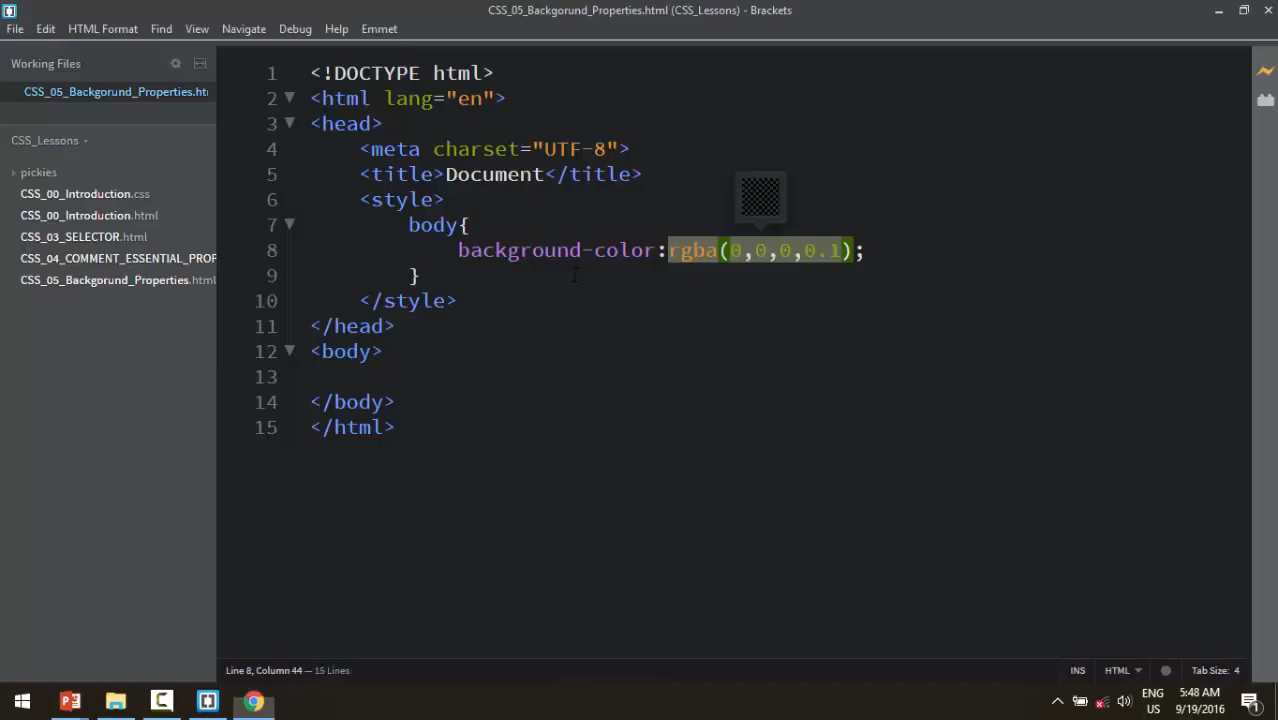 CSS_05_Backgorund_Properties.html (CSS_Lessons) - Brackets
File Edit HTML Format Find View Navigate Debug Help Emmet
Working Files
CSS_05_Backgorund_Properties.htr
CSS_Lessons
pickies
CSS_00_Introduction.css
CSS_00_Introduction.html
CSS_03_SELECTOR.html
CSS_04_COMMENT_ESSENTIAL_PROF
CSS_05_Backgorund_Properties.html
1 <!DOCTYPE html>
2 <html lang="en">
3 <head>
4 <meta charset="UTF-8">
5 <title>Document</title>
6 <style>
7 body{
8 background-color:rgba(0,0,0,0.1);
9 }
10 </style>
11 </head>
12 <body>
13
14 </body>
15 </html>
Line 8, Column 44 — 15 Lines
INS HTML Tab Size: 4
ENG 5:48 AM
US 9/19/2016
1